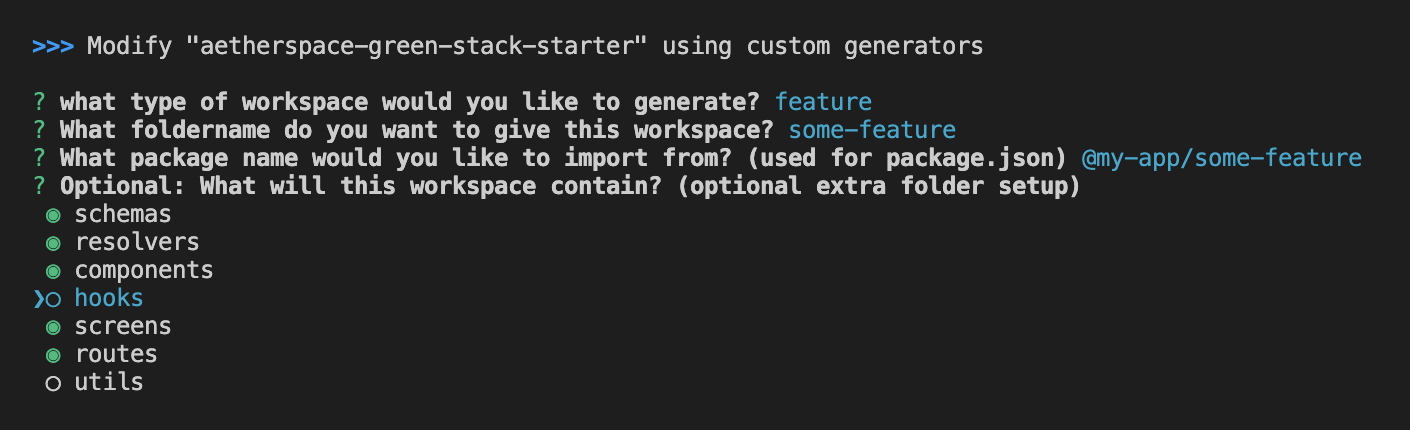 >>> Modify "aetherspace-green-stack-starter" using custom generators
? what type of workspace would you like to generate? feature
? What foldername do you want to give this workspace? some-feature
? What package name would you like to import from? (used for package.json) @my-app/some-feature
? Optional: What will this workspace contain? (optional extra folder setup)
◉ schemas
◉ resolvers
◉ components
❯◯ hooks
◉ screens
◉ routes
◯ utils